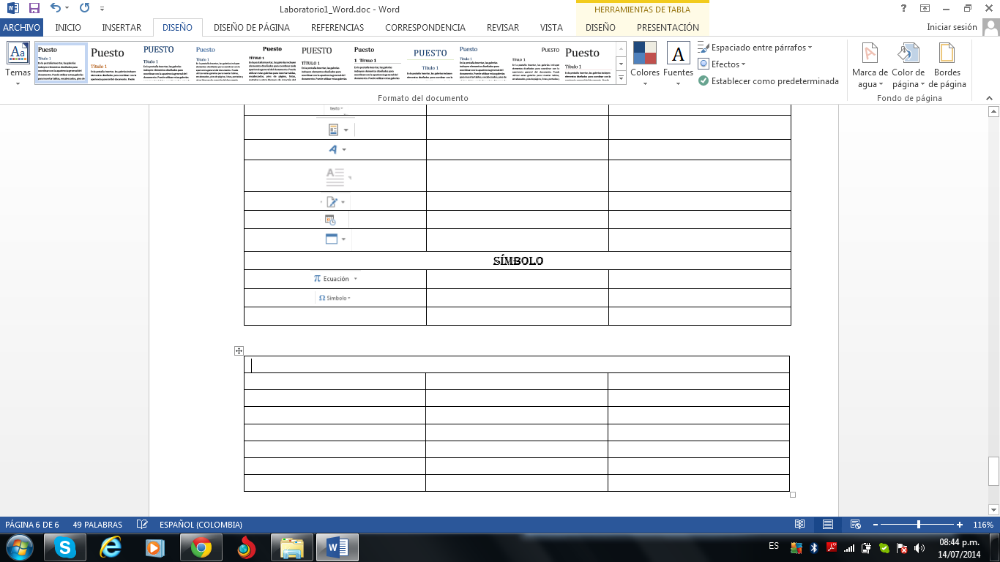 Laboratorio1_Word.doc - Word
HERRAMIENTAS DE TABLA
ARCHIVO INICIO INSERTAR DISEÑO DISEÑO DE PÁGINA REFERENCIAS CORRESPONDENCIA REVISAR VISTA DISEÑO PRESENTACIÓN
Iniciar sesión
Temas
Puesto Puesto PUESTO Puesto Puesto PUESTO Puesto PUESTO Puesto PUESTO Puesto
Título 1 Título 1 Título 1 Título 1 TÍTULO 1 TÍTULO 1 1 Título 1 Título 1 Título 1 TÍTULO 1 Título 1
Colores
Fuentes
Espaciado entre párrafos
Efectos
Establecer como predeterminada
Marca de agua
Color de página
Bordes de página
Formato del documento
Fondo de página
texto
SÍMBOLO
π Ecuación
Ω Símbolo
PÁGINA 6 DE 6 49 PALABRAS ESPAÑOL (COLOMBIA)
116%
ES
08:44 p.m.
14/07/2014